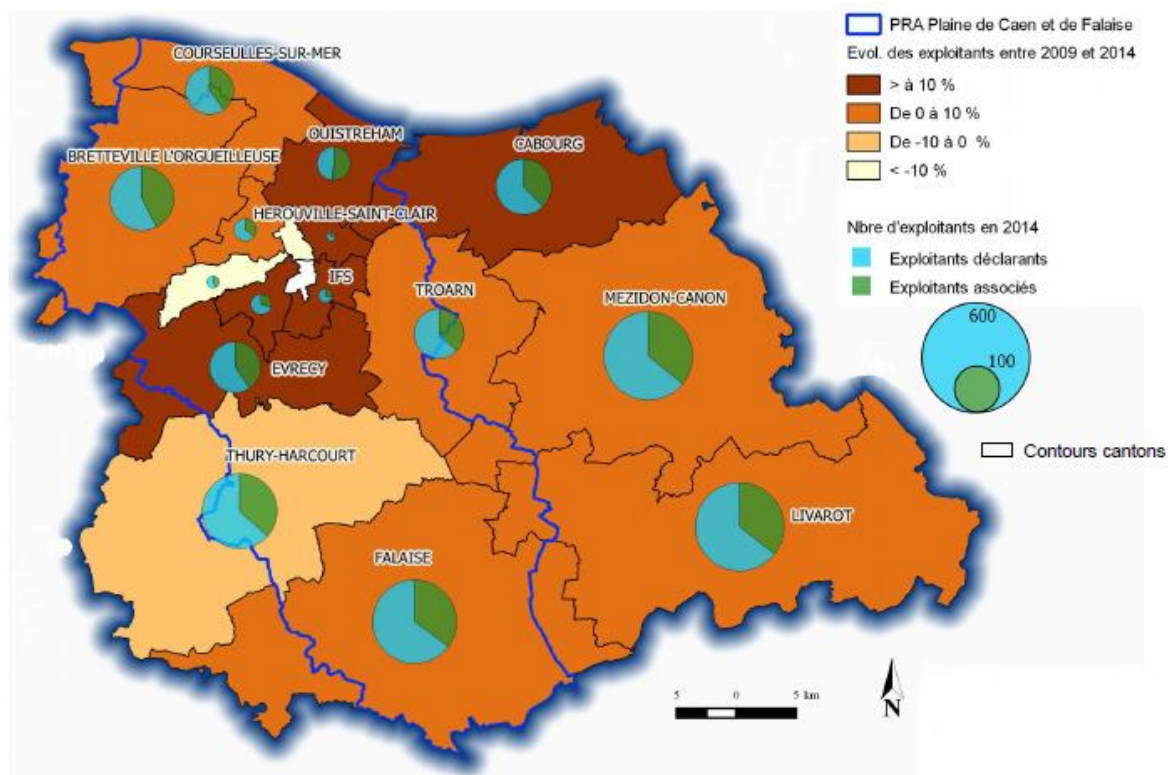 COURSEULLES-SUR-MER
OUISTREHAM
CABOURG
BRETTEVILLE L'ORGUEILLEUSE
HEROUVILLE-SAINT-CLAIR
IFS
TROARN
MEZIDON-CANON
EVRECY
THURY-HARCOURT
LIVAROT
FALAISE
PRA Plaine de Caen et de Falaise
Evol. des exploitants entre 2009 et 2014
> à 10 %
De 0 à 10 %
De -10 à 0 %
< -10 %
Nbre d'exploitants en 2014
Exploitants déclarants
Exploitants associés
600
100
Contours cantons
5 0 5 km
N